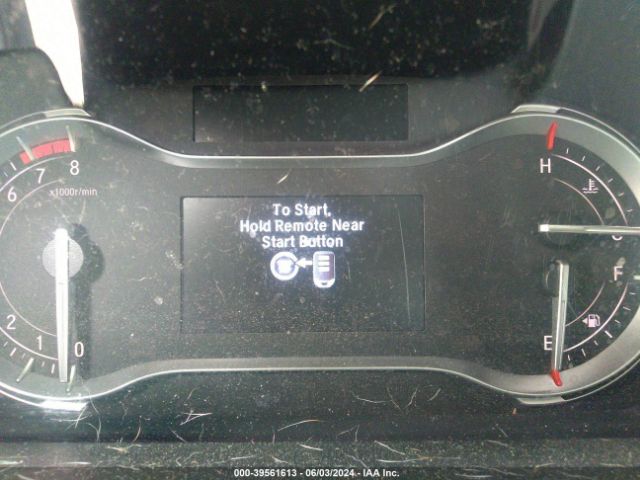 8
7
6
x1000r/min
2
1
0
To Start,
Hold Remote Near
Start Button
H
C
F
E
000-39561613 - 06/03/2024 - IAA Inc.